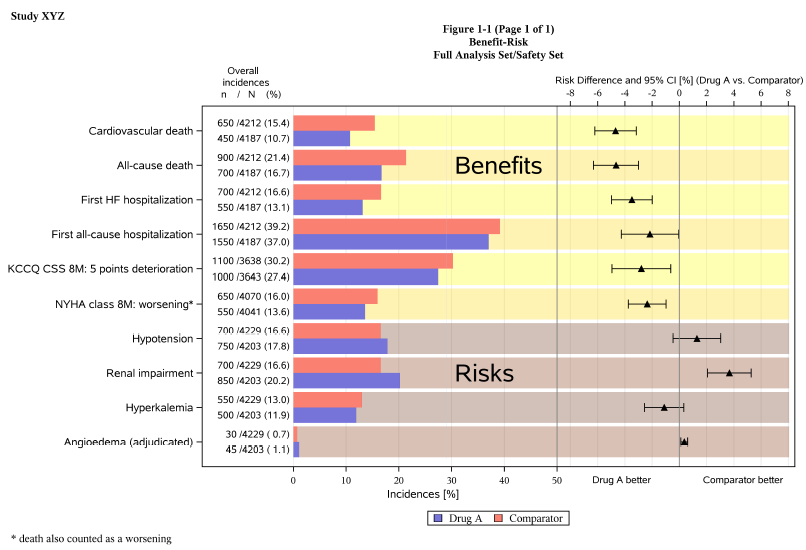 Study XYZ
Figure 1-1 (Page 1 of 1)
Benefit-Risk
Full Analysis Set/Safety Set
Overall
incidences
n / N (%)
Risk Difference and 95% CI [%] (Drug A vs. Comparator)
-8 -6 -4 -2 0 2 4 6 8
Cardiovascular death
650 /4212 (15.4)
450 /4187 (10.7)
All-cause death
900 /4212 (21.4)
700 /4187 (16.7)
Benefits
First HF hospitalization
700 /4212 (16.6)
550 /4187 (13.1)
First all-cause hospitalization
1650 /4212 (39.2)
1550 /4187 (37.0)
KCCQ CSS 8M: 5 points deterioration
1100 /3638 (30.2)
1000 /3643 (27.4)
NYHA class 8M: worsening*
650 /4070 (16.0)
550 /4041 (13.6)
Hypotension
700 /4229 (16.6)
750 /4203 (17.8)
Renal impairment
700 /4229 (16.6)
850 /4203 (20.2)
Risks
Hyperkalemia
550 /4229 (13.0)
500 /4203 (11.9)
Angioedema (adjudicated)
30 /4229 ( 0.7)
45 /4203 ( 1.1)
0 10 20 30 40 50
Incidences [%]
Drug A better
Comparator better
Drug A
Comparator
* death also counted as a worsening